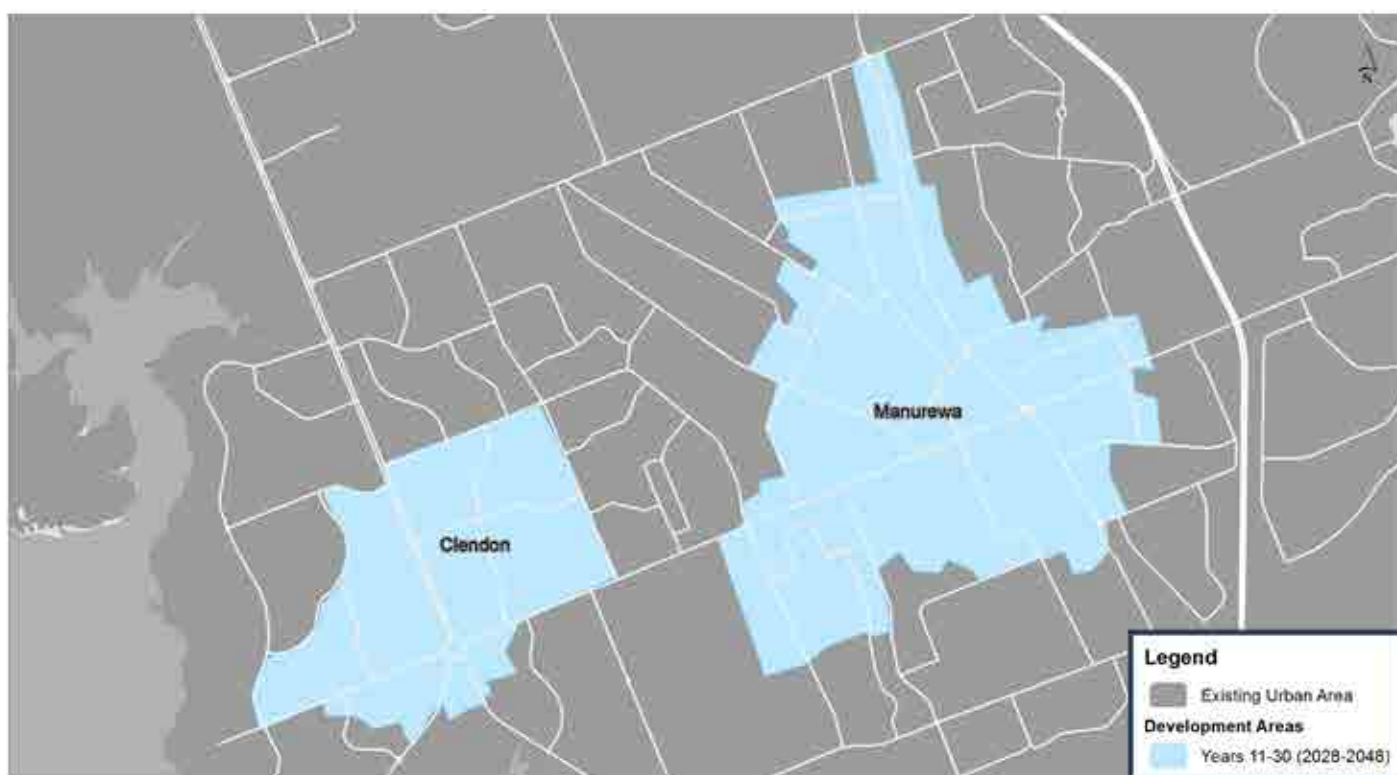 Manurewa
Clendon
Legend
Existing Urban Area
Development Areas
Years 11-30 (2028-2048)